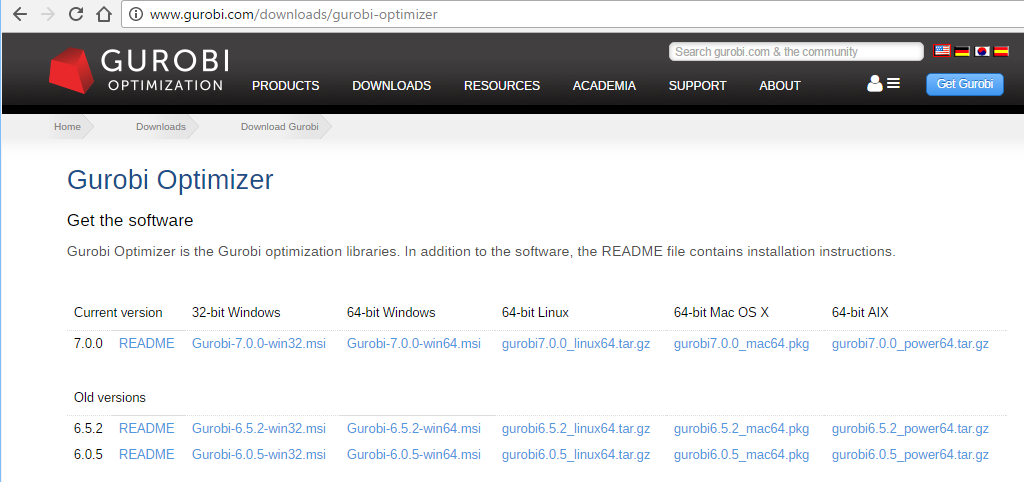 www.gurobi.com/downloads/gurobi-optimizer
GUROBI
OPTIMIZATION
Search gurobi.com & the community
PRODUCTS DOWNLOADS RESOURCES ACADEMIA SUPPORT ABOUT Get Gurobi
Home Downloads Download Gurobi
Gurobi Optimizer
Get the software
Gurobi Optimizer is the Gurobi optimization libraries. In addition to the software, the README file contains installation instructions.
Current version 32-bit Windows 64-bit Windows 64-bit Linux 64-bit Mac OS X 64-bit AIX
7.0.0 README Gurobi-7.0.0-win32.msi Gurobi-7.0.0-win64.msi gurobi7.0.0_linux64.tar.gz gurobi7.0.0_mac64.pkg gurobi7.0.0_power64.tar.gz
Old versions
6.5.2 README Gurobi-6.5.2-win32.msi Gurobi-6.5.2-win64.msi gurobi6.5.2_linux64.tar.gz gurobi6.5.2_mac64.pkg gurobi6.5.2_power64.tar.gz
6.0.5 README Gurobi-6.0.5-win32.msi Gurobi-6.0.5-win64.msi gurobi6.0.5_linux64.tar.gz gurobi6.0.5_mac64.pkg gurobi6.0.5_power64.tar.gz